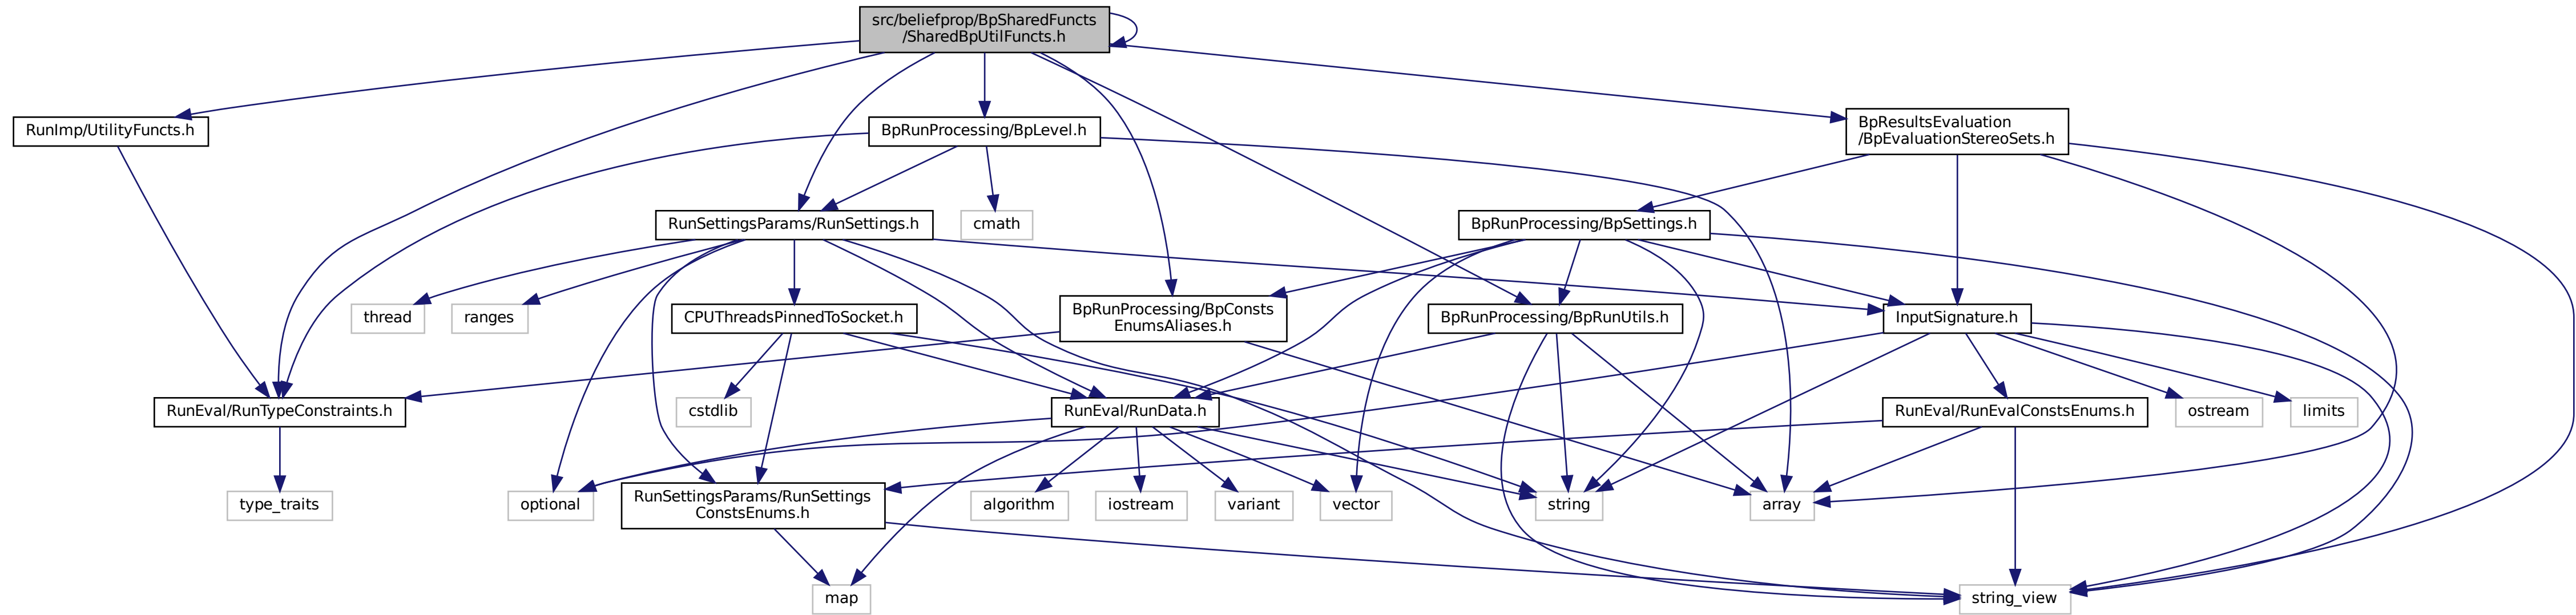 src/beliefprop/BpSharedFuncts
/SharedBpUtilFuncts.h
RunImp/UtilityFuncts.h
BpRunProcessing/BpLevel.h
BpResultsEvaluation
/BpEvaluationStereoSets.h
RunSettingsParams/RunSettings.h
cmath
BpRunProcessing/BpSettings.h
thread
ranges
CPUThreadsPinnedToSocket.h
BpRunProcessing/BpConsts
EnumsAliases.h
BpRunProcessing/BpRunUtils.h
InputSignature.h
RunEval/RunTypeConstraints.h
cstdlib
RunEval/RunData.h
RunEval/RunEvalConstsEnums.h
ostream
limits
type_traits
optional
RunSettingsParams/RunSettings
ConstsEnums.h
algorithm
iostream
variant
vector
string
array
map
string_view